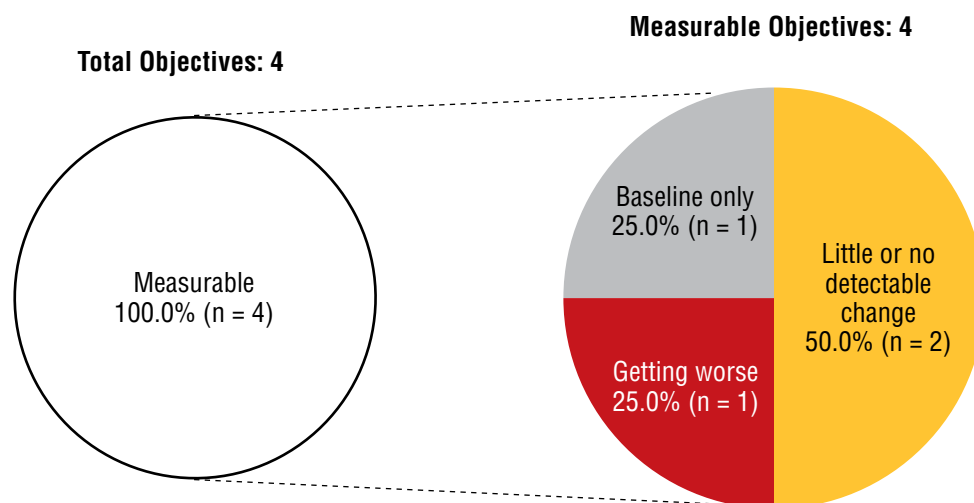 Total Objectives: 4
Measurable
100.0% (n = 4)
Measurable Objectives: 4
Baseline only
25.0% (n = 1)
Little or no
detectable
change
50.0% (n = 2)
Getting worse
25.0% (n = 1)